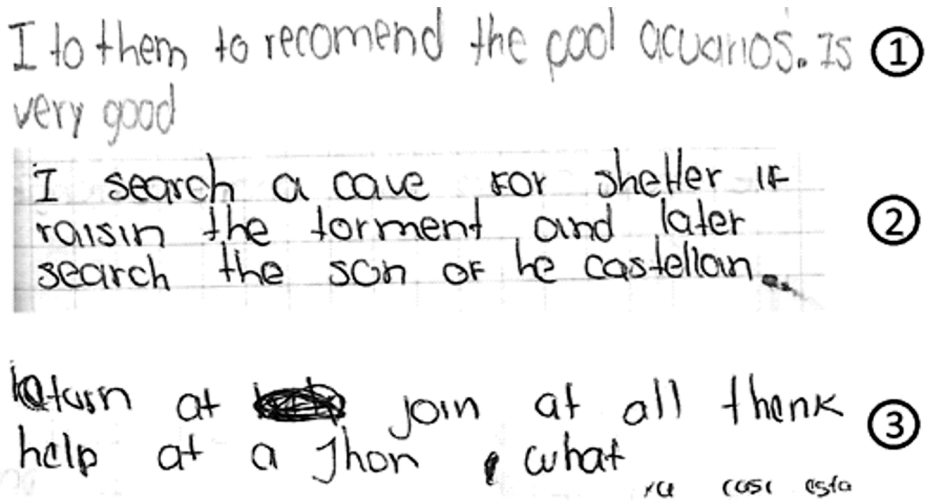 I to them to recomend the cool acuarios. Is ①
very good
I search a cave for shelter if
raisin the torment and later ②
search the son of he castellan.
return at join at all thank ③
help at a Jhon, what
ya casi esta